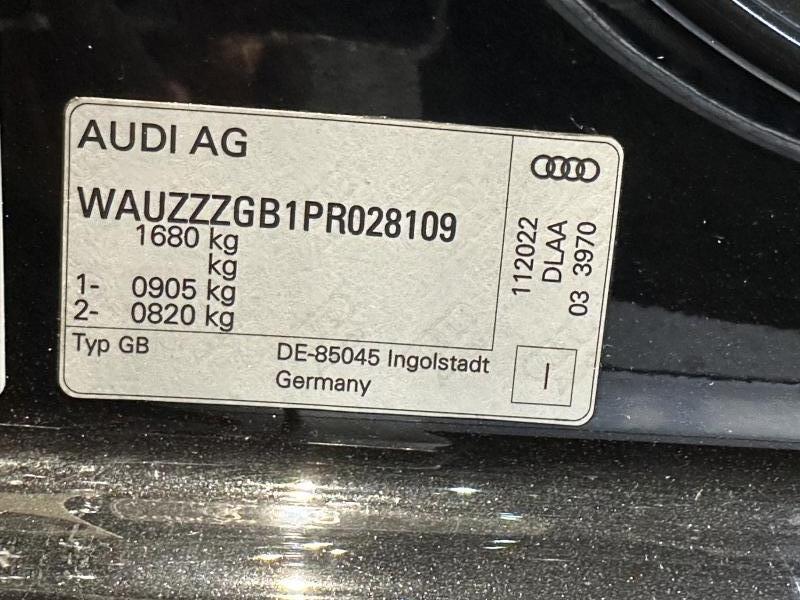 AUDI AG
WAUZZZGB1PR028109
1680 kg
kg
1- 0905 kg
2- 0820 kg
Typ GB
DE-85045 Ingolstadt
Germany
112022
DLAA
03 3970
I